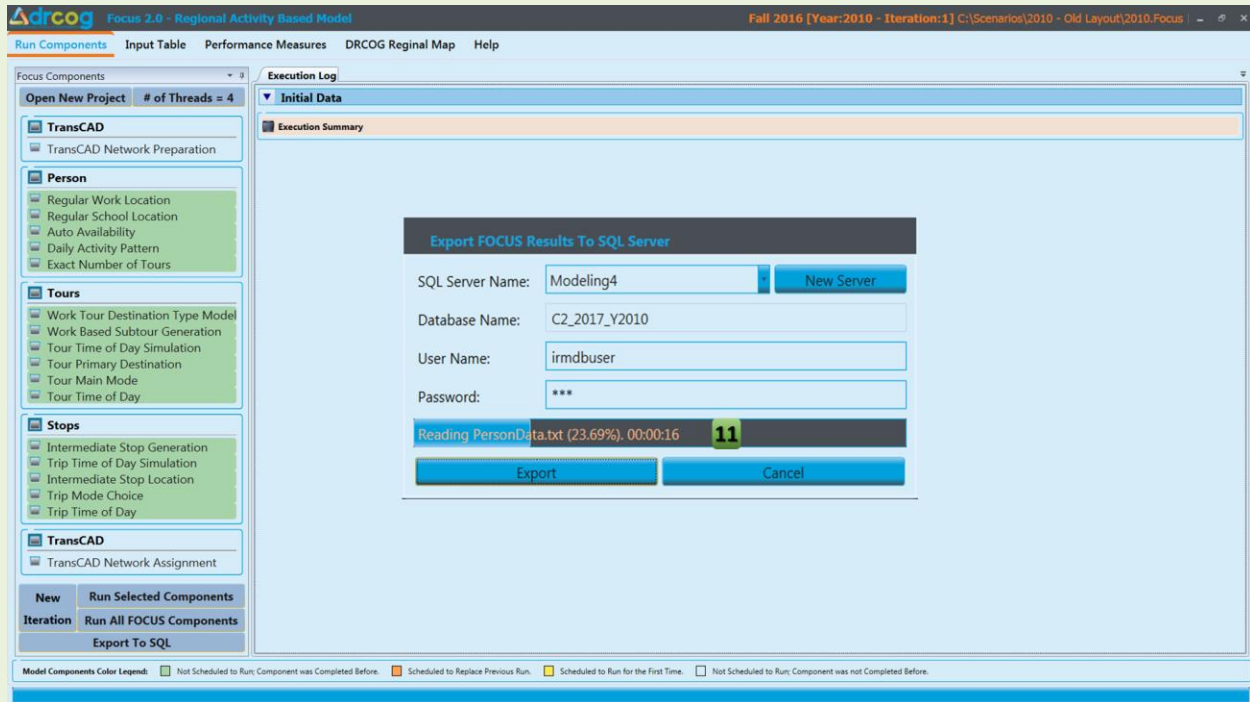 drcog Focus 2.0 - Regional Activity Based Model Fall 2016 [Year:2010 - Iteration:1] C:\Scenarios\2010 - Old Layout\2010.Focus
Run Components Input Table Performance Measures DRCOG Reginal Map Help
Focus Components
Open New Project # of Threads = 4
TransCAD
TransCAD Network Preparation
Person
Regular Work Location
Regular School Location
Auto Availability
Daily Activity Pattern
Exact Number of Tours
Tours
Work Tour Destination Type Model
Work Based Subtour Generation
Tour Time of Day Simulation
Tour Primary Destination
Tour Main Mode
Tour Time of Day
Stops
Intermediate Stop Generation
Trip Time of Day Simulation
Intermediate Stop Location
Trip Mode Choice
Trip Time of Day
TransCAD
TransCAD Network Assignment
New Iteration
Run Selected Components
Run All FOCUS Components
Export To SQL
Execution Log
Initial Data
Execution Summary
Export FOCUS Results To SQL Server
SQL Server Name: Modeling4 New Server
Database Name: C2_2017_Y2010
User Name: irmdbuser
Password: ***
Reading PersonData.txt (23.69%). 00:00:16 11
Export Cancel
Model Components Color Legend: Not Scheduled to Run; Component was Completed Before. Scheduled to Replace Previous Run. Scheduled to Run for the First Time. Not Scheduled to Run; Component was not Completed Before.